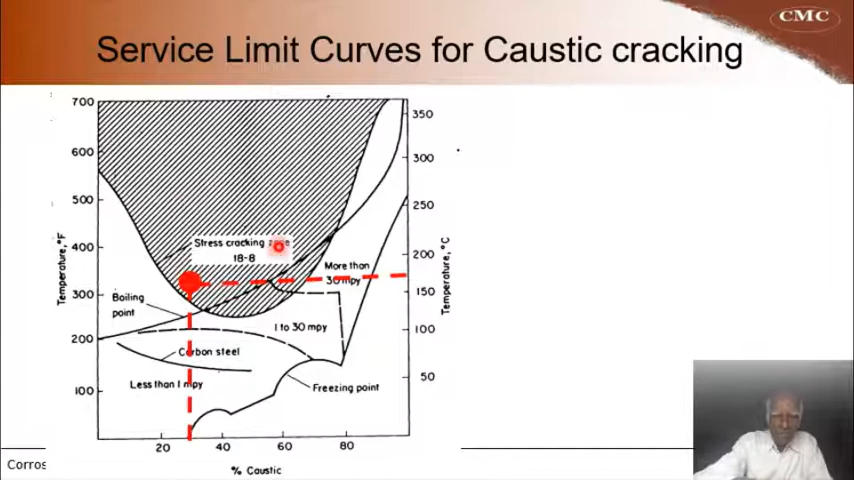 CMC
Service Limit Curves for Caustic cracking
700
600
500
400
300
200
100
Temperature, °F
350
300
250
200
150
100
50
Temperature, °C
Stress cracking
18-8
More than
30 mpy
Boiling
point
1 to 30 mpy
Carbon steel
Less than 1 mpy
Freezing point
20
40
60
80
% Caustic
Corros